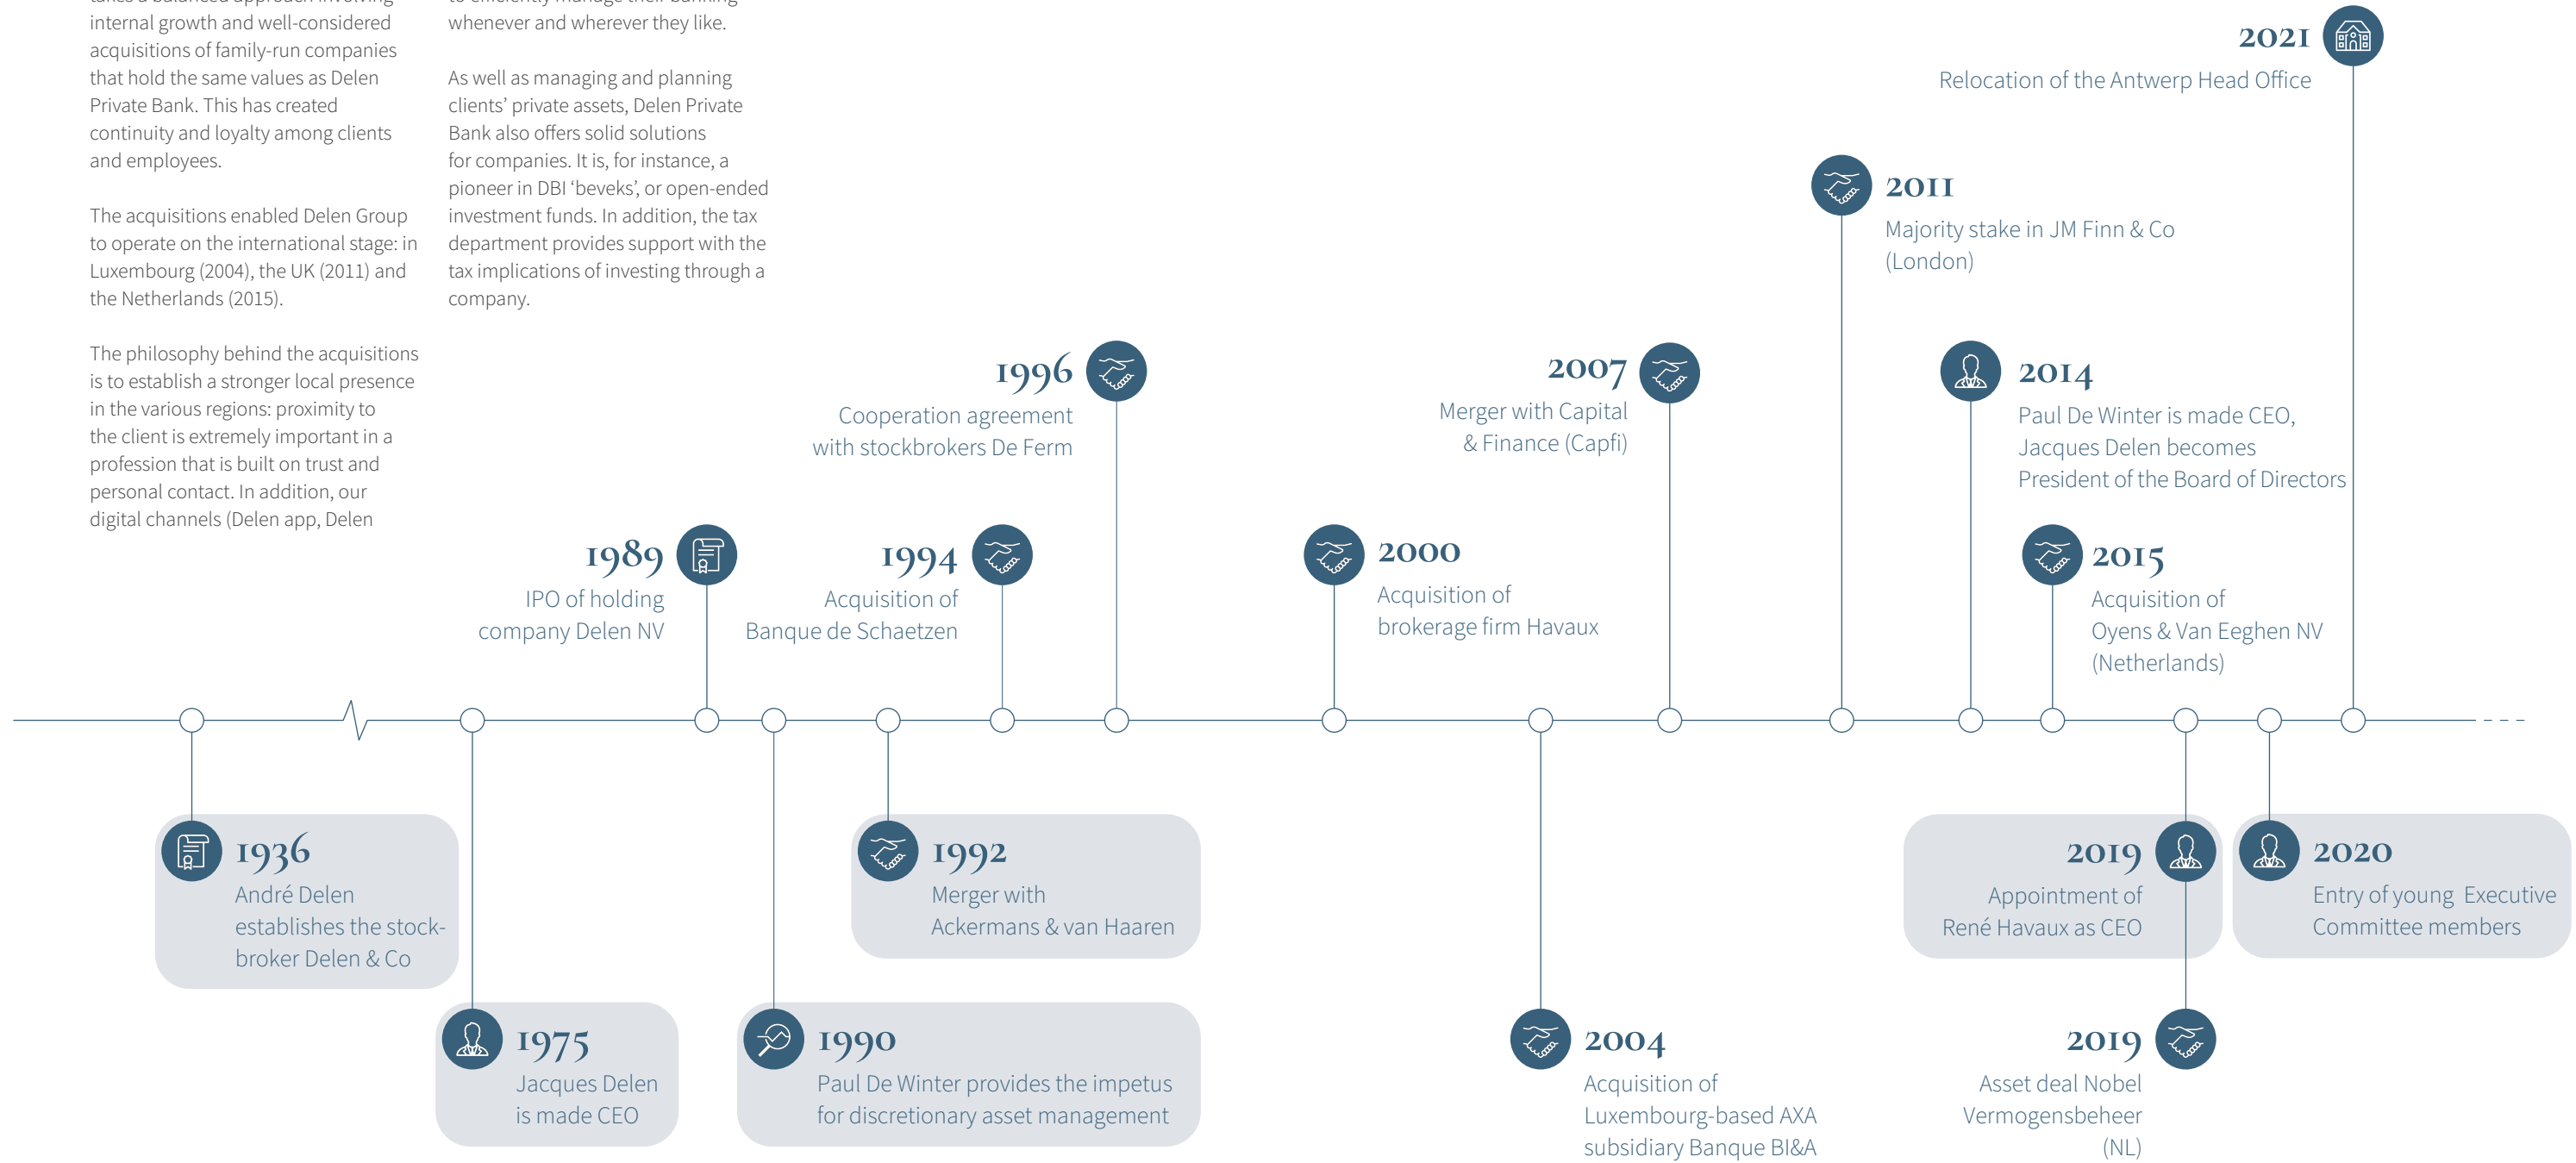 takes a balanced approach involving
internal growth and well-considered
acquisitions of family-run companies
that hold the same values as Delen
Private Bank. This has created
continuity and loyalty among clients
and employees.
The acquisitions enabled Delen Group
to operate on the international stage: in
Luxembourg (2004), the UK (2011) and
the Netherlands (2015).
The philosophy behind the acquisitions
is to establish a stronger local presence
in the various regions: proximity to
the client is extremely important in a
profession that is built on trust and
personal contact. In addition, our
digital channels (Delen app, Delen
to efficiently manage their banking
whenever and wherever they like.
As well as managing and planning
clients’ private assets, Delen Private
Bank also offers solid solutions
for companies. It is, for instance, a
pioneer in DBI ‘beveks’, or open-ended
investment funds. In addition, the tax
department provides support with the
tax implications of investing through a
company.
1936
André Delen
establishes the stock-
broker Delen & Co
1975
Jacques Delen
is made CEO
1989
IPO of holding
company Delen NV
1990
Paul De Winter provides the impetus
for discretionary asset management
1992
Merger with
Ackermans & van Haaren
1994
Acquisition of
Banque de Schaetzen
1996
Cooperation agreement
with stockbrokers De Ferm
2000
Acquisition of
brokerage firm Havaux
2004
Acquisition of
Luxembourg-based AXA
subsidiary Banque BI&A
2007
Merger with Capital
& Finance (Capfi)
2011
Majority stake in JM Finn & Co
(London)
2014
Paul De Winter is made CEO,
Jacques Delen becomes
President of the Board of Directors
2015
Acquisition of
Oyens & Van Eeghen NV
(Netherlands)
2019
Appointment of
René Havaux as CEO
2019
Asset deal Nobel
Vermogensbeheer
(NL)
2020
Entry of young  Executive
Committee members
2021
Relocation of the Antwerp Head Office